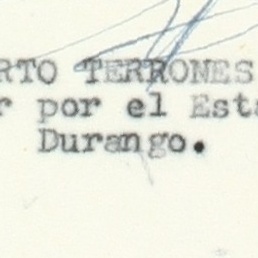 RTO TERRONES
r por el Esta
Durango.